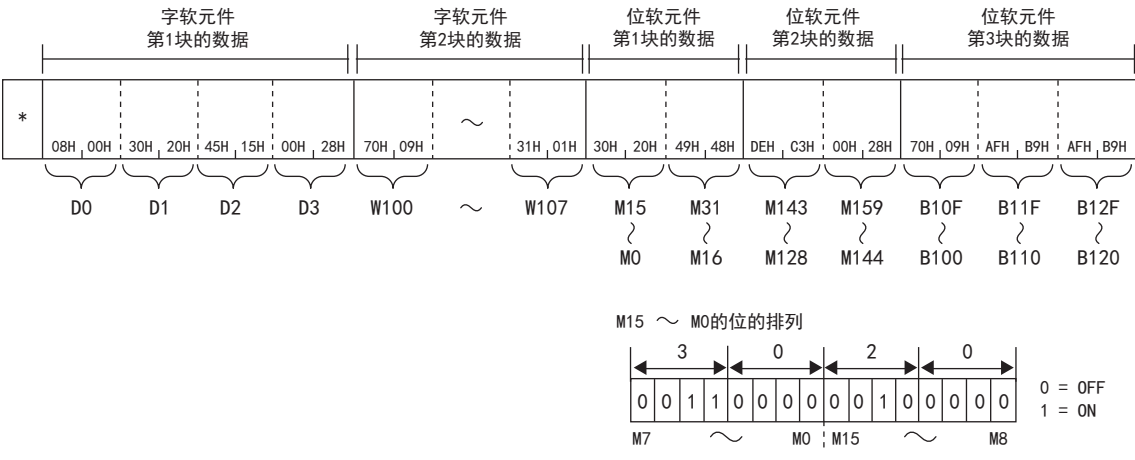 字软元件 字软元件 位软元件 位软元件 位软元件
第1块的数据 第2块的数据 第1块的数据 第2块的数据 第3块的数据
* ～
08H 00H 30H 20H 45H 15H 00H 28H 70H 09H 31H 01H 30H 20H 49H 48H DEH C3H 00H 28H 70H 09H AFH B9H AFH B9H
D0 D1 D2 D3 W100 ～ W107 M15 M31 M143 M159 B10F B11F B12F
～ ～ ～ ～ ～ ～ ～
M0 M16 M128 M144 B100 B110 B120
M15 ～ M0的位的排列
3 0 2 0
0 0 1 1 0 0 0 0 0 0 1 0 0 0 0 0
0 = OFF
1 = ON
M7 ～ M0 M15 ～ M8